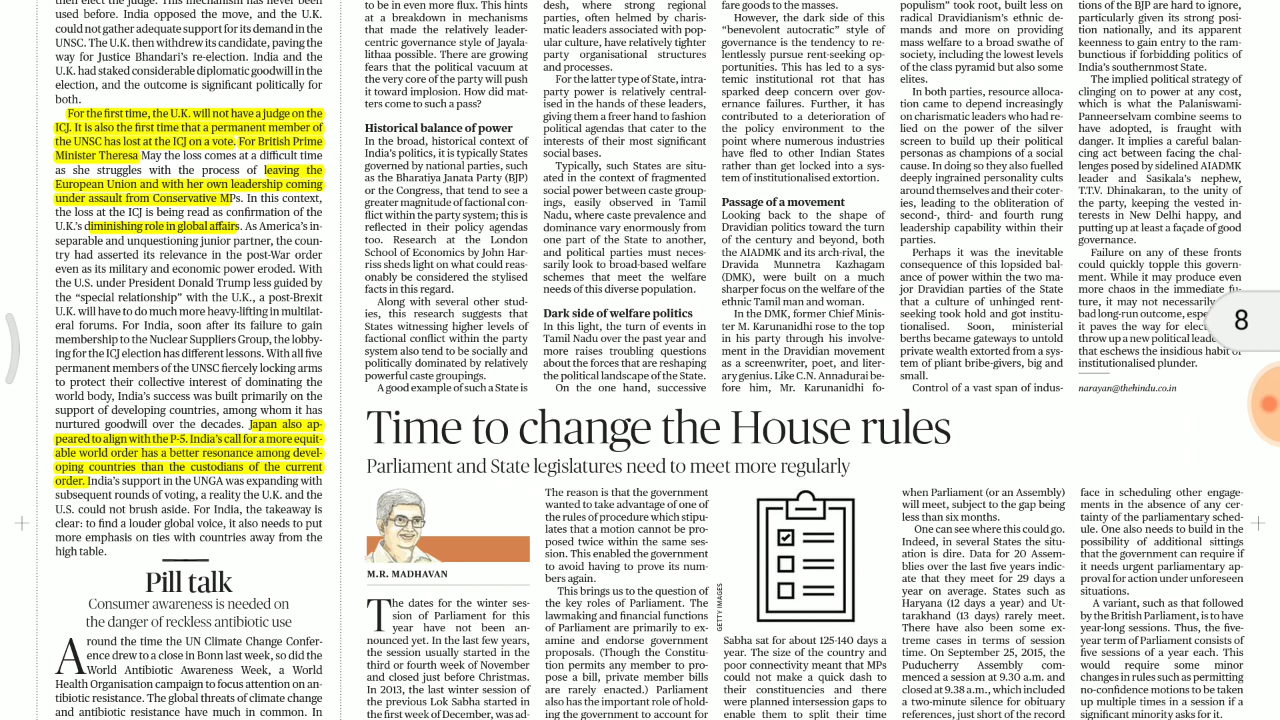 then elect the judge. This mechanism has never been
used before. India opposed the move, and the U.K.
could not gather adequate support for its demand in the
UNSC. The U.K. then withdrew its candidate, paving the
way for Justice Bhandari's re-election. India and the
U.K. had staked considerable diplomatic goodwill in the
election, and the outcome is significant politically for
both.
For the first time, the U.K. will not have a judge on the
ICJ. It is also the first time that a permanent member of
the UNSC has lost at the ICJ on a vote. For British Prime
Minister Theresa May the loss comes at a difficult time
as she struggles with the process of leaving the
European Union and with her own leadership coming
under assault from Conservative MPs. In this context,
the loss at the ICJ is being read as confirmation of the
U.K.'s diminishing role in global affairs. As America's in-
separable and unquestioning junior partner, the coun-
try had asserted its relevance in the post-War order
even as its military and economic power eroded. With
the U.S. under President Donald Trump less guided by
the “special relationship” with the U.K., a post-Brexit
U.K. will have to do much more heavy-lifting in multilat-
eral forums. For India, soon after its failure to gain
membership to the Nuclear Suppliers Group, the lobby-
ing for the ICJ election has different lessons. With all five
permanent members of the UNSC fiercely locking arms
to protect their collective interest of dominating the
world body, India's success was built primarily on the
support of developing countries, among whom it has
nurtured goodwill over the decades. Japan also ap-
peared to align with the P-5. India's call for a more equit-
able world order has a better resonance among devel-
oping countries than the custodians of the current
order. India's support in the UNGA was expanding with
subsequent rounds of voting, a reality the U.K. and the
U.S. could not brush aside. For India, the takeaway is
clear: to find a louder global voice, it also needs to put
more emphasis on ties with countries away from the
high table.
Pill talk
Consumer awareness is needed on
the danger of reckless antibiotic use
Around the time the UN Climate Change Confer-
ence drew to a close in Bonn last week, so did the
World Antibiotic Awareness Week, a World
Health Organisation campaign to focus attention on an-
tibiotic resistance. The global threats of climate change
and antibiotic resistance have much in common. In
to be in even more flux. This hints
at a breakdown in mechanisms
that made the relatively leader-
centric governance style of Jayala-
lithaa possible. There are growing
fears that the political vacuum at
the very core of the party will push
it toward implosion. How did mat-
ters come to such a pass?
Historical balance of power
In the broad, historical context of
India's politics, it is typically States
governed by national parties, such
as the Bharatiya Janata Party (BJP)
or the Congress, that tend to see a
greater magnitude of factional con-
flict within the party system; this is
reflected in their policy agendas
too. Research at the London
School of Economics by John Har-
riss sheds light on what could reas-
onably be considered the stylised
facts in this regard.
Along with several other stud-
ies, this research suggests that
States witnessing higher levels of
factional conflict within the party
system also tend to be socially and
politically dominated by relatively
powerful caste groupings.
A good example of such a State is
desh, where strong regional
parties, often helmed by charis-
matic leaders associated with pop-
ular culture, have relatively tighter
party organisational structures
and processes.
For the latter type of State, intra-
party power is relatively central-
ised in the hands of these leaders,
giving them a freer hand to fashion
political agendas that cater to the
interests of their most significant
social bases.
Typically, such States are situ-
ated in the context of fragmented
social power between caste group-
ings, easily observed in Tamil
Nadu, where caste prevalence and
dominance vary enormously from
one part of the State to another,
and political parties must neces-
sarily look to broad-based welfare
schemes that meet the welfare
needs of this diverse population.
Dark side of welfare politics
In this light, the turn of events in
Tamil Nadu over the past year and
more raises troubling questions
about the forces that are reshaping
the political landscape of the State.
On the one hand, successive
fare goods to the masses.
However, the dark side of this
“benevolent autocratic” style of
governance is the tendency to re-
lentlessly pursue rent-seeking op-
portunities. This has led to a sys-
temic institutional rot that has
sparked deep concern over gov-
ernance failures. Further, it has
contributed to a deterioration of
the policy environment to the
point where numerous industries
have fled to other Indian States
rather than get locked into a sys-
tem of institutionalised extortion.
Passage of a movement
Looking back to the shape of
Dravidian politics toward the turn
of the century and beyond, both
the AIADMK and its arch-rival, the
Dravida Munnetra Kazhagam
(DMK), were built on a much
sharper focus on the welfare of the
ethnic Tamil man and woman.
In the DMK, former Chief Minis-
ter M. Karunanidhi rose to the top
in his party through his involve-
ment in the Dravidian movement
as a screenwriter, poet, and liter-
ary genius. Like C.N. Annadurai be-
fore him, Mr. Karunanidhi fo-
populism” took root, built less on
radical Dravidianism's ethnic de-
mands and more on providing
mass welfare to a broad swathe of
society, including the lowest levels
of the class pyramid but also some
elites.
In both parties, resource alloca-
tion came to depend increasingly
on charismatic leaders who had re-
lied on the power of the silver
screen to build up their political
personas as champions of a social
cause. In doing so they also fuelled
deeply ingrained personality cults
around themselves and their coter-
ies, leading to the obliteration of
second-, third- and fourth rung
leadership capability within their
parties.
Perhaps it was the inevitable
consequence of this lopsided bal-
ance of power within the two ma-
jor Dravidian parties of the State
that a culture of unhinged rent-
seeking took hold and got institu-
tionalised. Soon, ministerial
berths became gateways to untold
private wealth extorted from a sys-
tem of pliant bribe-givers, big and
small.
Control of a vast span of indus-
tions of the BJP are hard to ignore,
particularly given its strong posi-
tion nationally, and its apparent
keenness to gain entry to the ram-
bunctious if forbidding politics of
India's southernmost State.
The implied political strategy of
clinging on to power at any cost,
which is what the Palaniswami-
Panneerselvam combine seems to
have adopted, is fraught with
danger. It implies a careful balan-
cing act between facing the chal-
lenges posed by sidelined AIADMK
leader and Sasikala's nephew,
T.T.V. Dhinakaran, to the unity of
the party, keeping the vested in-
terests in New Delhi happy, and
putting up at least a façade of good
governance.
Failure on any of these fronts
could quickly topple this govern-
ment. While it may produce even
more chaos in the immediate fu-
ture, it may not necessarily
bad long-run outcome, esp
it paves the way for elect
throw up a new political leade
that eschews the insidious habit of
institutionalised plunder.
narayan@thehindu.co.in
8
Time to change the House rules
Parliament and State legislatures need to meet more regularly
M.R. MADHAVAN
The dates for the winter ses-
sion of Parliament for this
year have not been an-
nounced yet. In the last few years,
the session usually started in the
third or fourth week of November
and closed just before Christmas.
In 2013, the last winter session of
the previous Lok Sabha started in
the first week of December, was ad-
The reason is that the government
wanted to take advantage of one of
the rules of procedure which stipu-
lates that a motion cannot be pro-
posed twice within the same ses-
sion. This enabled the government
to avoid having to prove its num-
bers again.
This brings us to the question of
the key roles of Parliament. The
lawmaking and financial functions
of Parliament are primarily to ex-
amine and endorse government
proposals. (Though the Constitu-
tion permits any member to pro-
pose a bill, private member bills
are rarely enacted.) Parliament
also has the important role of hold-
ing the government to account for
GETTY IMAGES
Sabha sat for about 125-140 days a
year. The size of the country and
poor connectivity meant that MPs
could not make a quick dash to
their constituencies and there
were planned intersession gaps to
enable them to split their time
when Parliament (or an Assembly)
will meet, subject to the gap being
less than six months.
One can see where this could go.
Indeed, in several States the situ-
ation is dire. Data for 20 Assem-
blies over the last five years indic-
ate that they meet for 29 days a
year on average. States such as
Haryana (12 days a year) and Ut-
tarakhand (13 days) rarely meet.
There have also been some ex-
treme cases in terms of session
time. On September 25, 2015, the
Puducherry Assembly com-
menced a session at 9.30 a.m. and
closed at 9.38 a.m., which included
a two-minute silence for obituary
references, just short of the record
face in scheduling other engage-
ments in the absence of any cer-
tainty of the parliamentary sched-
ule. One also needs to build in the
possibility of additional sittings
that the government can require if
it needs urgent parliamentary ap-
proval for action under unforeseen
situations.
A variant, such as that followed
by the British Parliament, is to have
year-long sessions. Thus, the five-
year term of Parliament consists of
five sessions of a year each. This
would require some minor
changes in rules such as permitting
no-confidence motions to be taken
up multiple times in a session if a
significant minority asks for it.